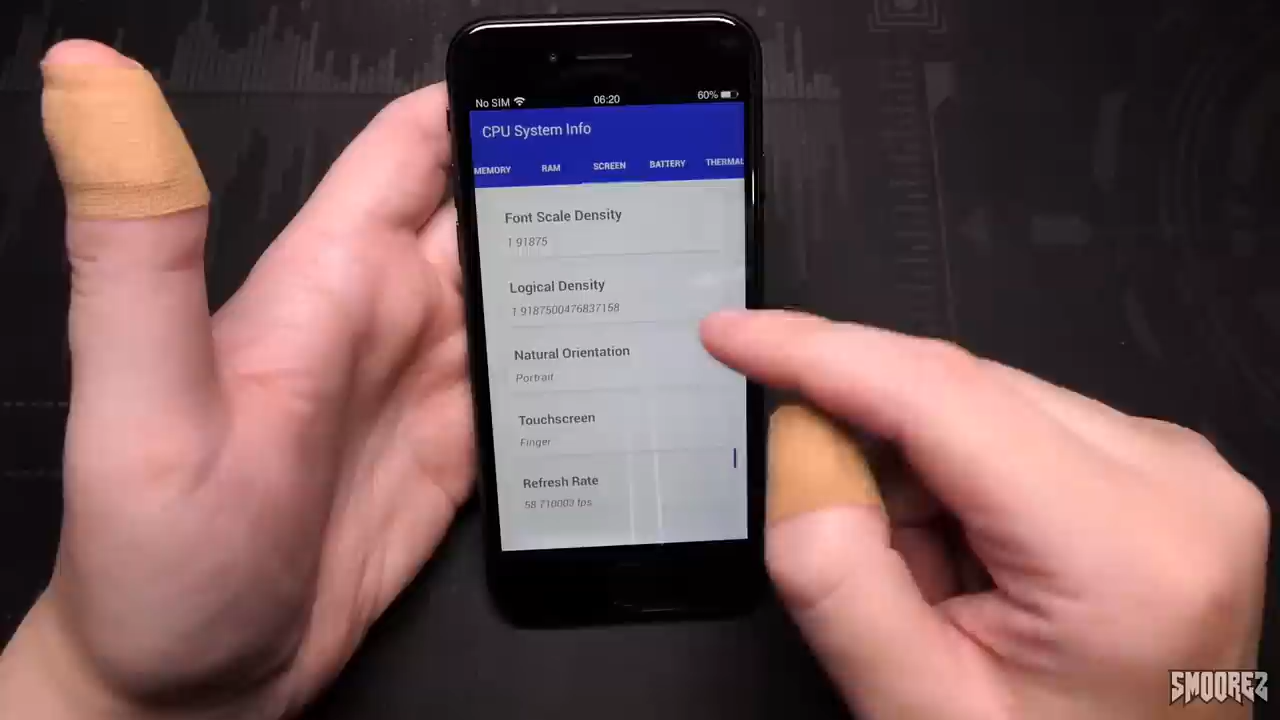 No SIM 06:20 60%
CPU System Info
MEMORY RAM SCREEN BATTERY THERMAL
Font Scale Density
1.91875
Logical Density
1.9187500476837158
Natural Orientation
Portrait
Touchscreen
Finger
Refresh Rate
58.710003 fps
SMOOREZ